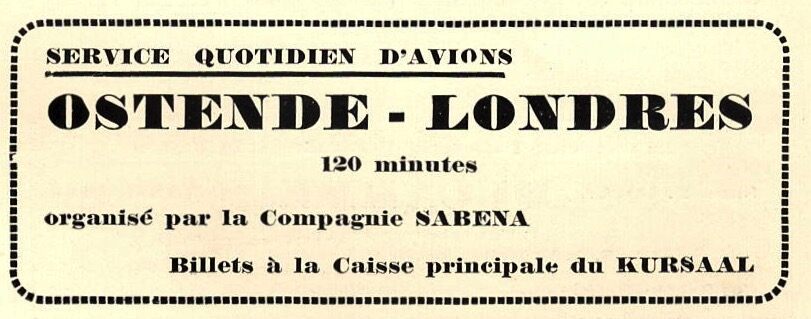 SERVICE QUOTIDIEN D'AVIONS
OSTENDE - LONDRES
120 minutes
organisé par la Compagnie SABENA
Billets à la Caisse principale du KURSAAL